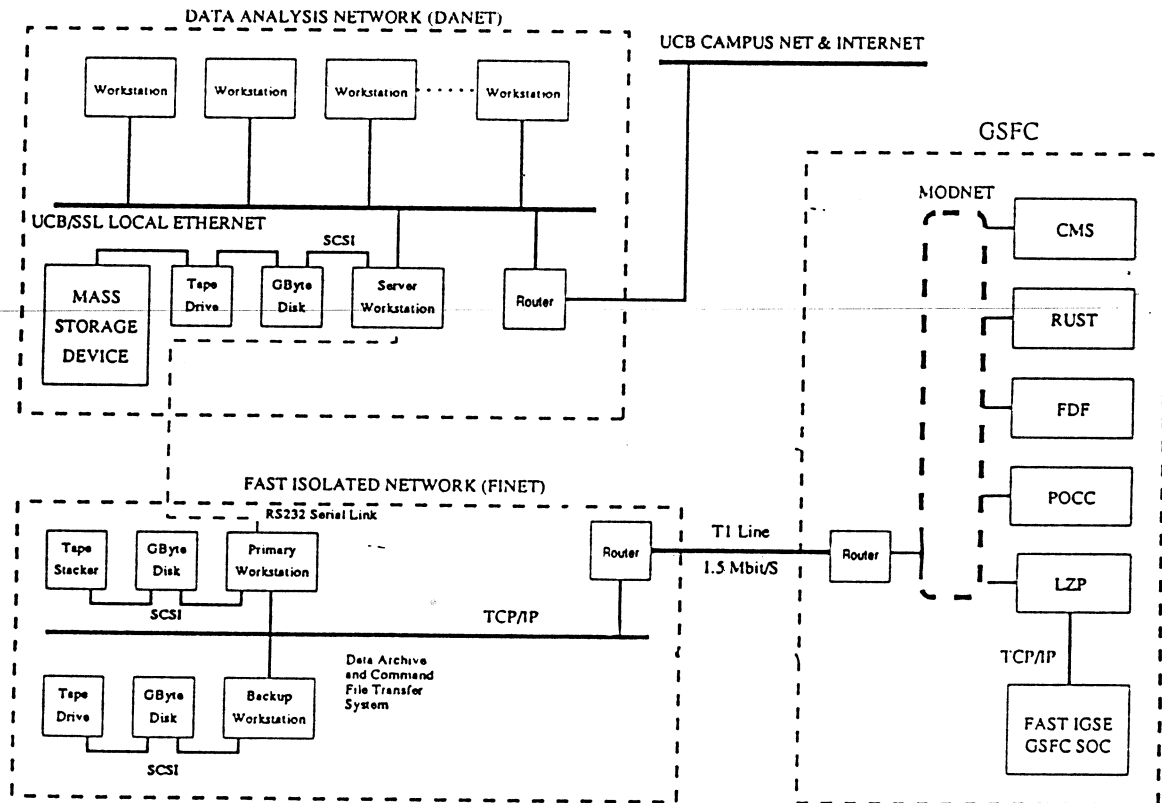 DATA ANALYSIS NETWORK (DANET)
UCB CAMPUS NET & INTERNET
Workstation
Workstation
Workstation
Workstation
GSFC
MODNET
UCB/SSL LOCAL ETHERNET
SCSI
MASS
STORAGE
DEVICE
Tape
Drive
GByte
Disk
Server
Workstation
Router
CMS
RUST
FDF
POCC
LZP
TCP/IP
FAST IGSE
GSFC SOC
FAST ISOLATED NETWORK (FINET)
RS232 Serial Link
Tape
Stacker
GByte
Disk
Primary
Workstation
SCSI
Router
T1 Line
1.5 Mbit/S
Router
TCP/IP
Data Archive
and Command
File Transfer
System
Tape
Drive
GByte
Disk
Backup
Workstation
SCSI